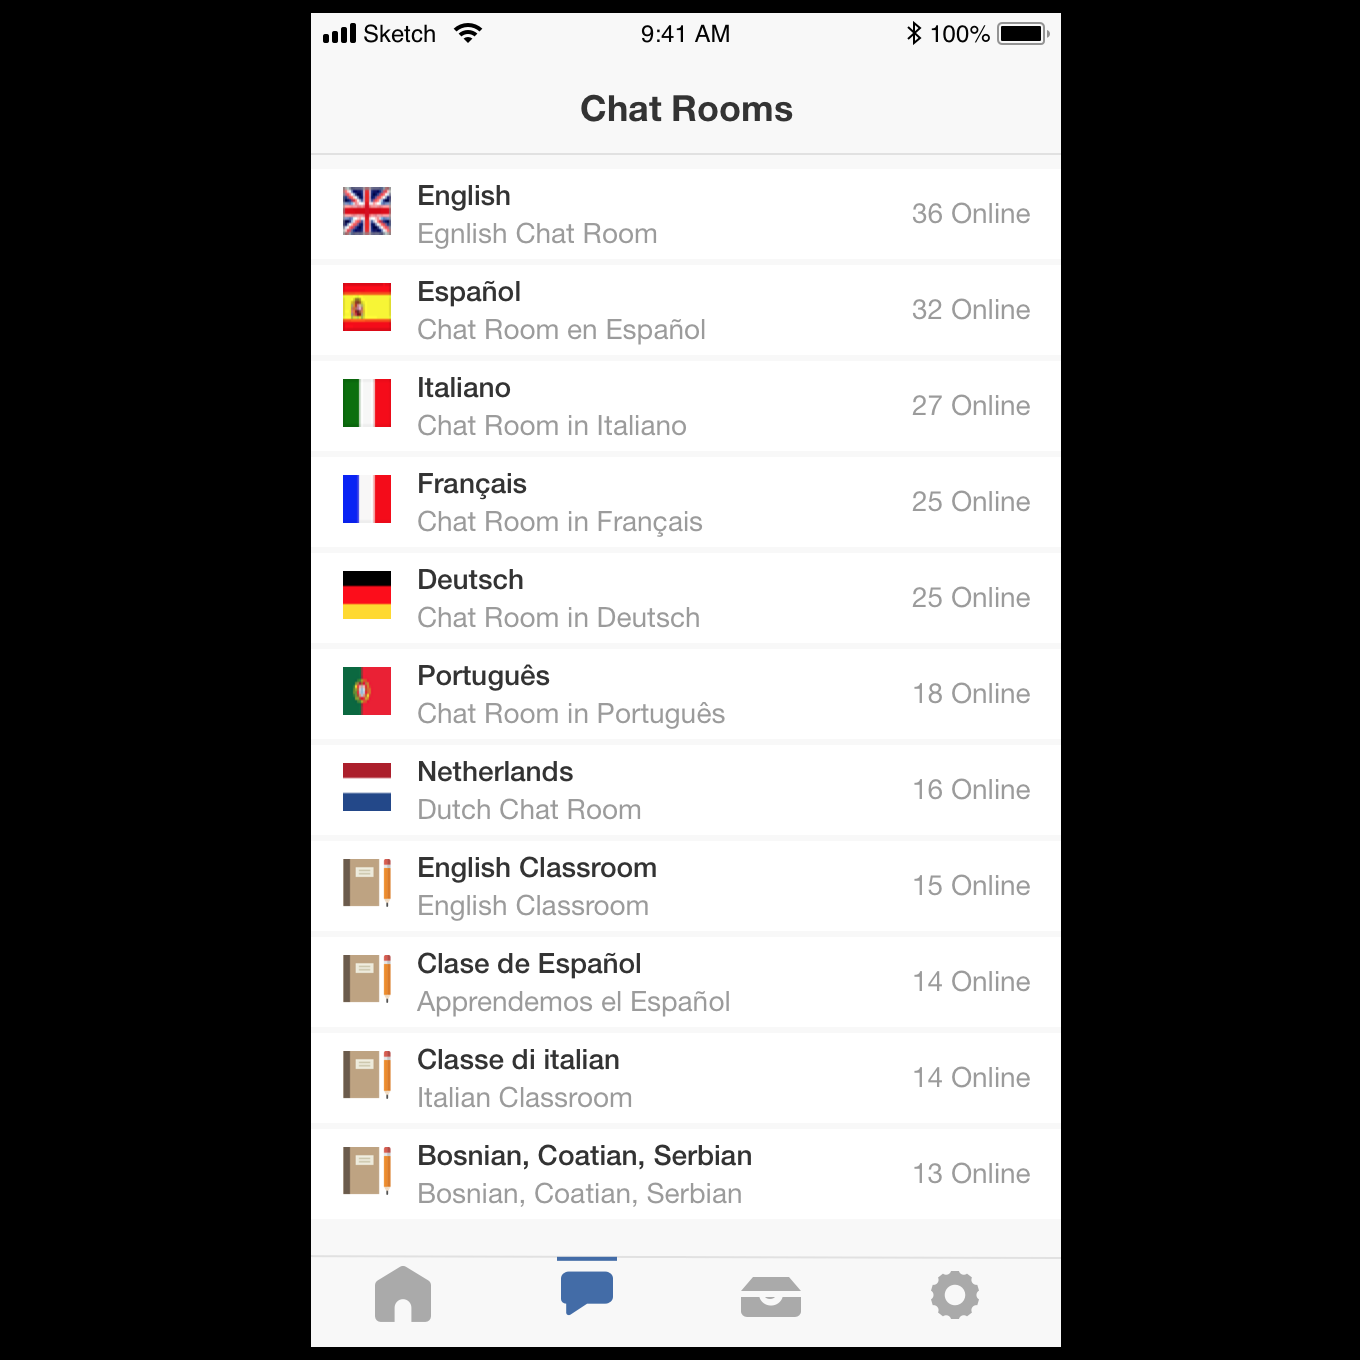 Sketch 9:41 AM 100%
Chat Rooms
English
Egnlish Chat Room
36 Online
Español
Chat Room en Español
32 Online
Italiano
Chat Room in Italiano
27 Online
Français
Chat Room in Français
25 Online
Deutsch
Chat Room in Deutsch
25 Online
Português
Chat Room in Português
18 Online
Netherlands
Dutch Chat Room
16 Online
English Classroom
English Classroom
15 Online
Clase de Español
Apprendemos el Español
14 Online
Classe di italian
Italian Classroom
14 Online
Bosnian, Coatian, Serbian
Bosnian, Coatian, Serbian
13 Online